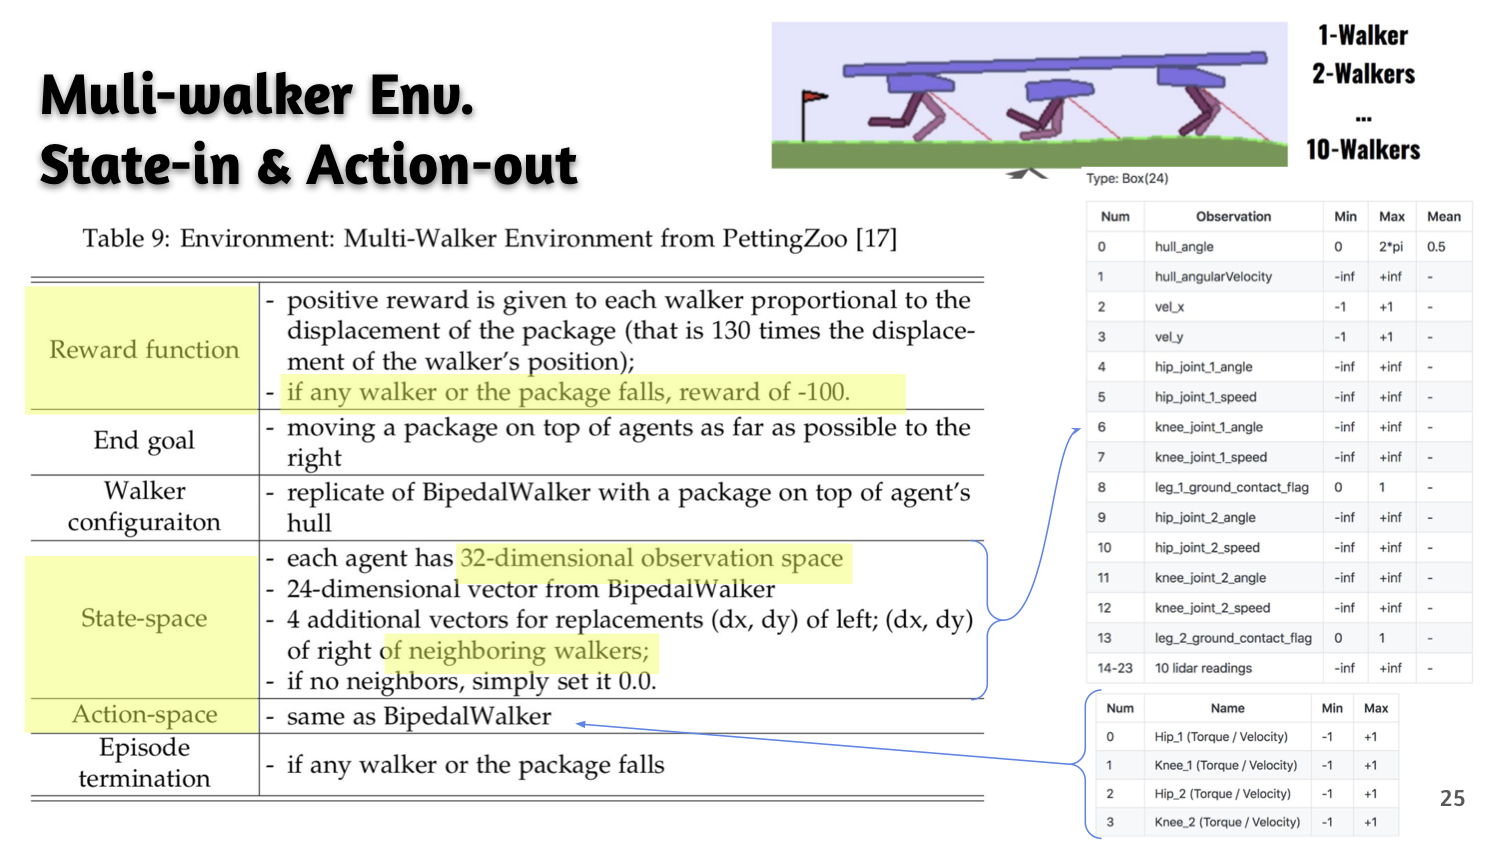 Muli-walker Env.
State-in & Action-out
1-Walker
2-Walkers
...
10-Walkers
Table 9: Environment: Multi-Walker Environment from PettingZoo [17]
Reward function
- positive reward is given to each walker proportional to the
displacement of the package (that is 130 times the displace-
ment of the walker's position);
- if any walker or the package falls, reward of -100.
End goal
- moving a package on top of agents as far as possible to the
right
Walker
configuraiton
- replicate of BipedalWalker with a package on top of agent's
hull
State-space
- each agent has 32-dimensional observation space
- 24-dimensional vector from BipedalWalker
- 4 additional vectors for replacements (dx, dy) of left; (dx, dy)
of right of neighboring walkers;
- if no neighbors, simply set it 0.0.
Action-space
- same as BipedalWalker
Episode
termination
- if any walker or the package falls
Type: Box(24)
Num Observation Min Max Mean
0 hull_angle 0 2*pi 0.5
1 hull_angularVelocity -inf +inf -
2 vel_x -1 +1 -
3 vel_y -1 +1 -
4 hip_joint_1_angle -inf +inf -
5 hip_joint_1_speed -inf +inf -
6 knee_joint_1_angle -inf +inf -
7 knee_joint_1_speed -inf +inf -
8 leg_1_ground_contact_flag 0 1 -
9 hip_joint_2_angle -inf +inf -
10 hip_joint_2_speed -inf +inf -
11 knee_joint_2_angle -inf +inf -
12 knee_joint_2_speed -inf +inf -
13 leg_2_ground_contact_flag 0 1 -
14-23 10 lidar readings -inf +inf -
Num Name Min Max
0 Hip_1 (Torque / Velocity) -1 +1
1 Knee_1 (Torque / Velocity) -1 +1
2 Hip_2 (Torque / Velocity) -1 +1
3 Knee_2 (Torque / Velocity) -1 +1
25